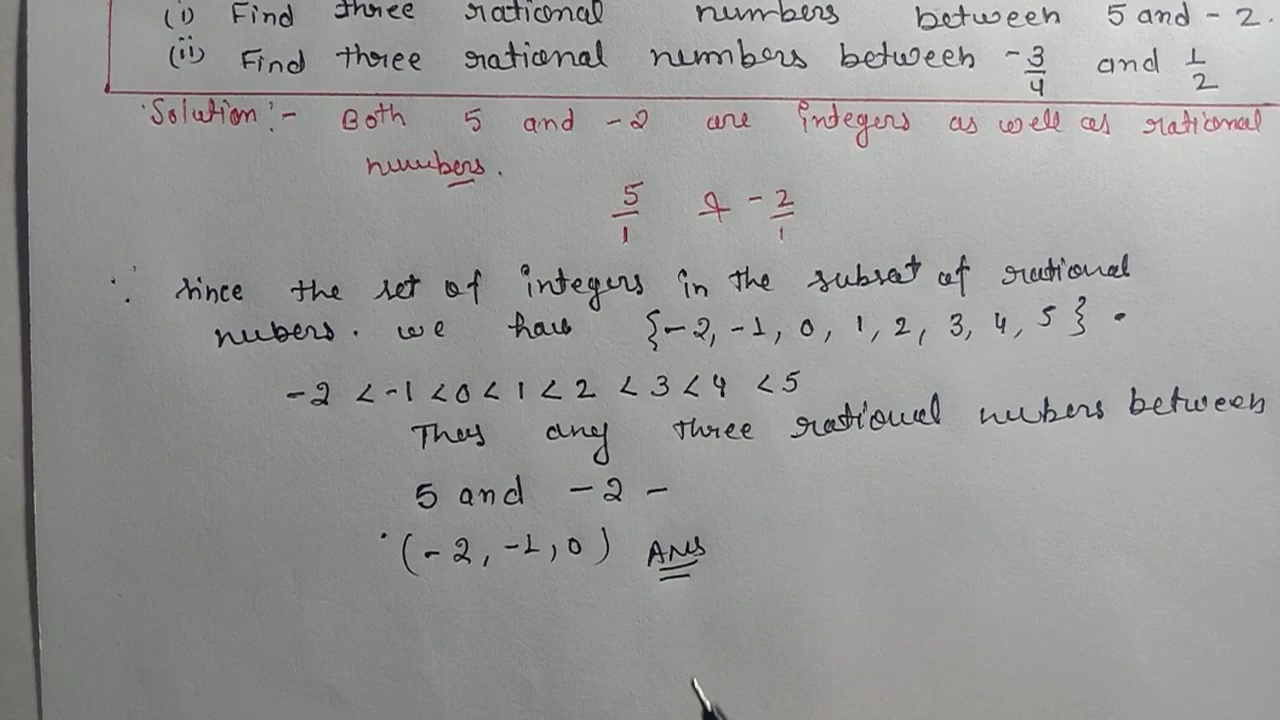 (i) Find three rational numbers between 5 and - 2.
(ii) Find three rational numbers between -3/4 and 1/2
Solution:- Both 5 and -2 are integers as well as rational
numbers.
5/1 & -2/1
∵ since the set of integers in the subset of rational
nubers. we have {-2, -1, 0, 1, 2, 3, 4, 5} .
-2 < -1 < 0 < 1 < 2 < 3 < 4 < 5
Thus any three rational nubers between
5 and -2 -
(-2, -1, 0) Ans